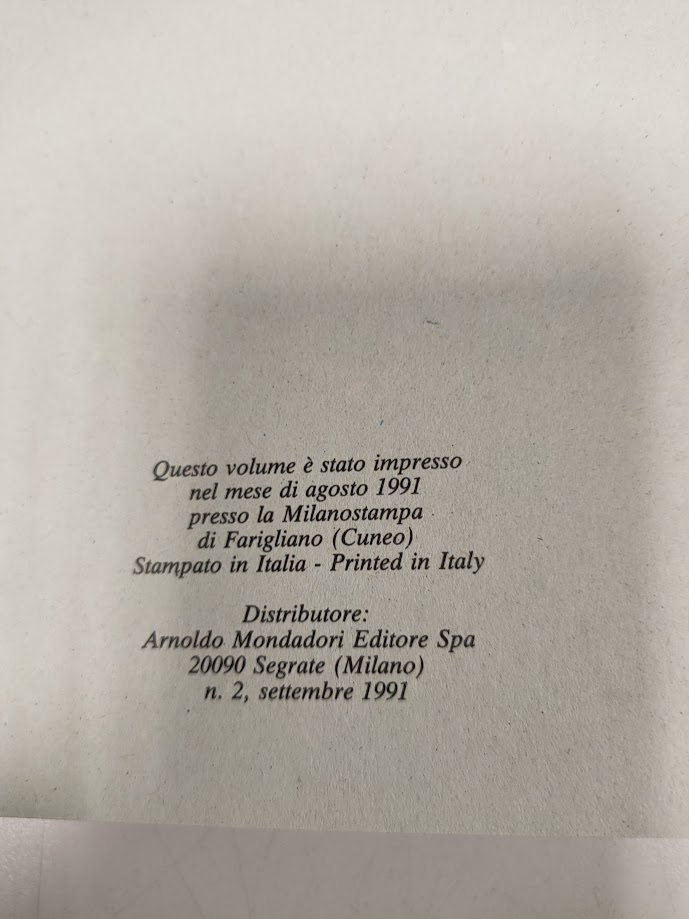 Questo volume è stato impresso
nel mese di agosto 1991
presso la Milanostampa
di Farigliano (Cuneo)
Stampato in Italia - Printed in Italy
Distributore:
Arnoldo Mondadori Editore Spa
20090 Segrate (Milano)
n. 2, settembre 1991